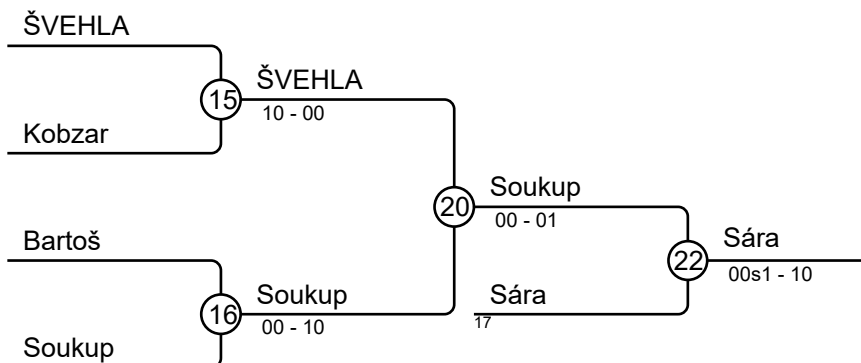 ŠVEHLA
15
ŠVEHLA
10 - 00
Kobzar
20
Soukup
00 - 01
Bartoš
22
Sára
00s1 - 10
16
Soukup
00 - 10
Sára
17
Soukup